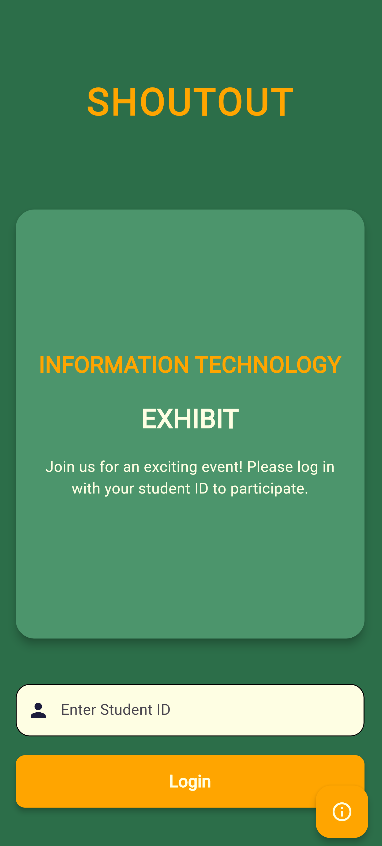 SHOUTOUT
INFORMATION TECHNOLOGY
EXHIBIT
Join us for an exciting event! Please log in
with your student ID to participate.
Enter Student ID
Login